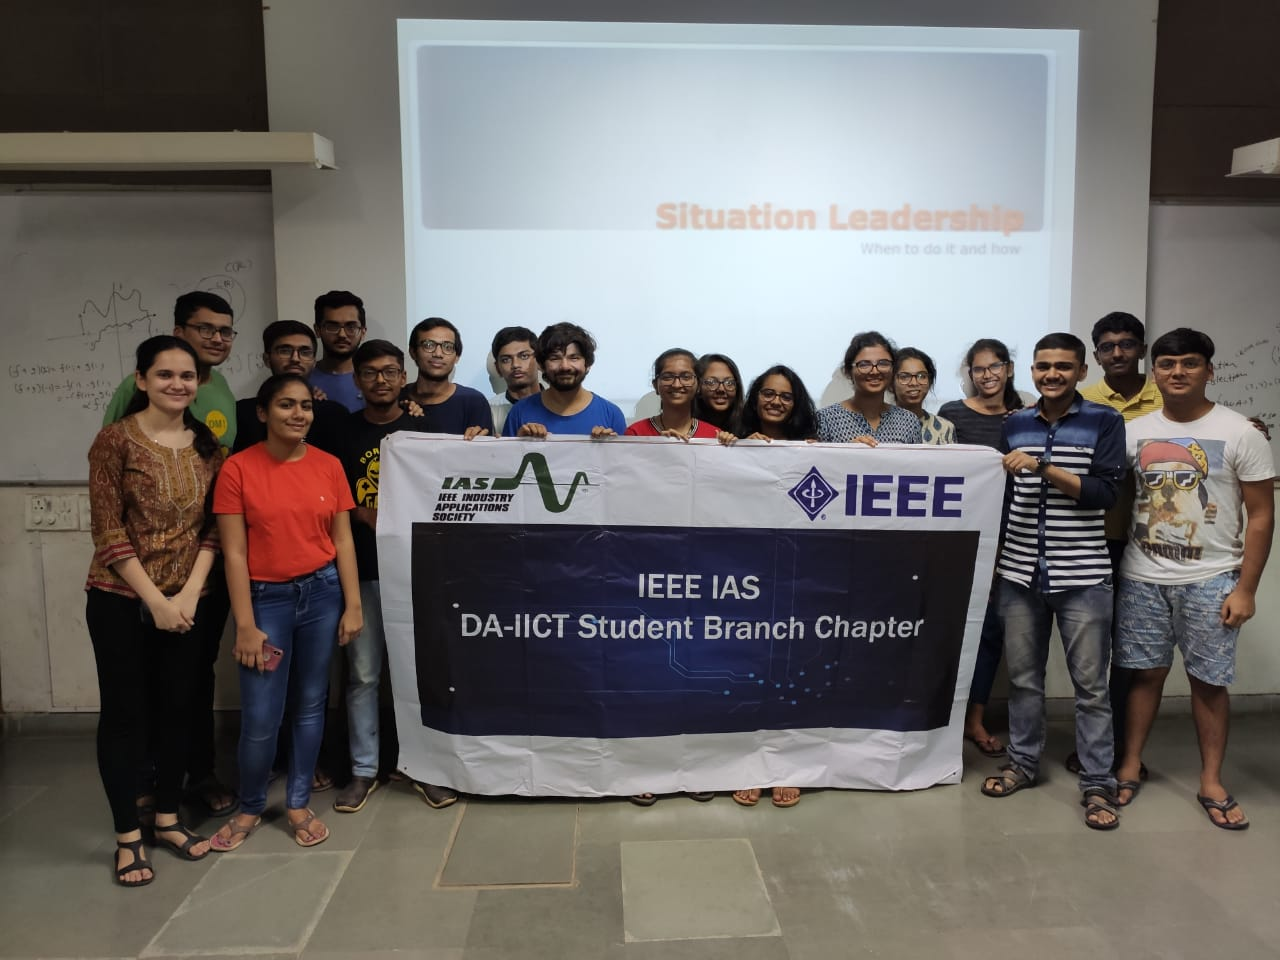 Situation Leadership
When to do it and how
IAS
IEEE INDUSTRY
APPLICATIONS
SOCIETY
IEEE
IEEE IAS
DA-IICT Student Branch Chapter